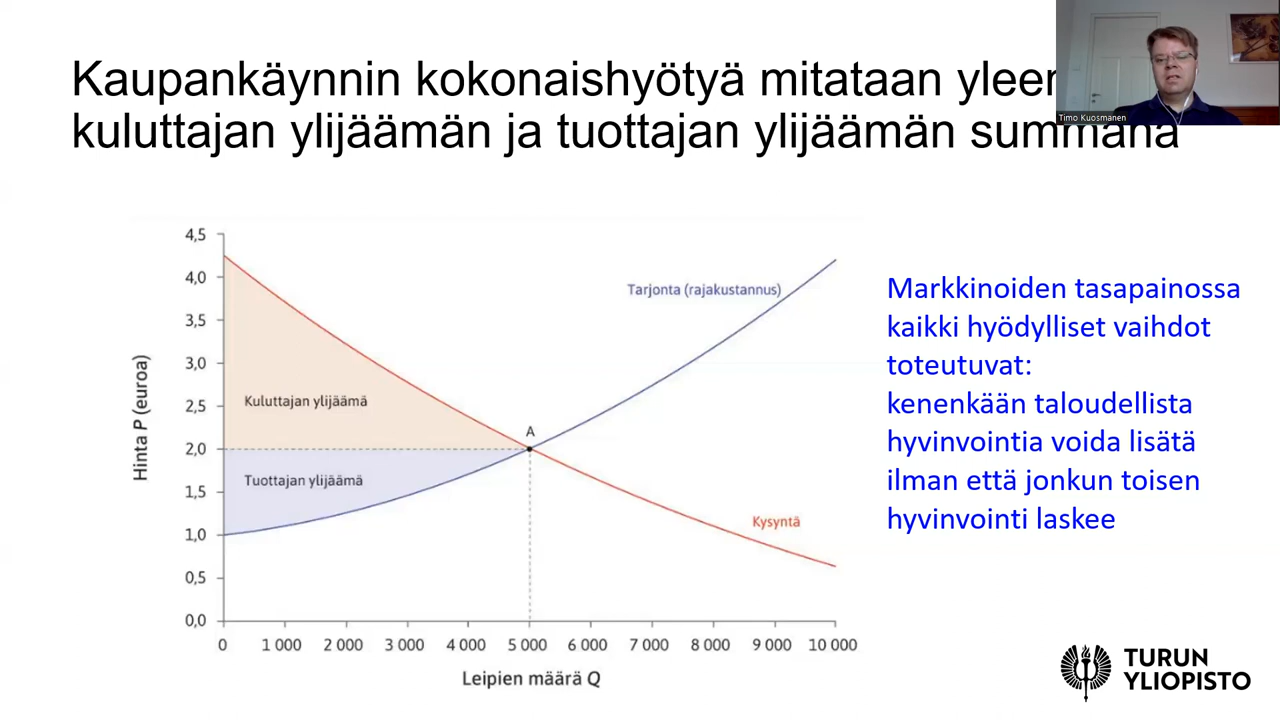 Kaupankäynnin kokonaishyötyä mitataan
kuluttajan ylijäämän ja tuottajan ylijäämän summana
Timo Kuosmanen
4,5
4,0
3,5
3,0
2,5
2,0
1,5
1,0
0,5
0,0
Hinta P (euroa)
Tarjonta (rajakustannus)
Kuluttajan ylijäämä
A
Tuottajan ylijäämä
Kysyntä
0 1 000 2 000 3 000 4 000 5 000 6 000 7 000 8 000 9 000 10 000
Leipien määrä Q
Markkinoiden tasapainossa
kaikki hyödylliset vaihdot
toteutuvat:
kenenkään taloudellista
hyvinvointia voida lisätä
ilman että jonkun toisen
hyvinvointi laskee
TURUN
YLIOPISTO